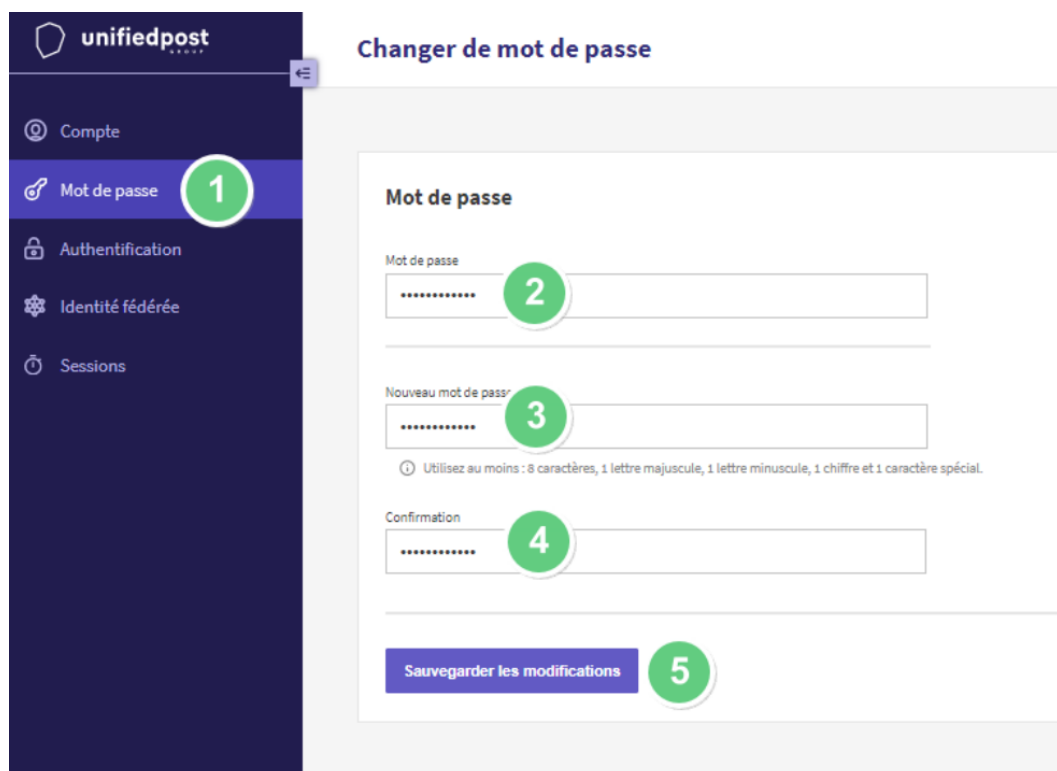 unifiedpost
GROUP
Changer de mot de passe
Compte
Mot de passe
1
Authentification
Identité fédérée
Sessions
Mot de passe
Mot de passe
2
Nouveau mot de passe
3
Utilisez au moins : 8 caractères, 1 lettre majuscule, 1 lettre minuscule, 1 chiffre et 1 caractère spécial.
Confirmation
4
Sauvegarder les modifications
5